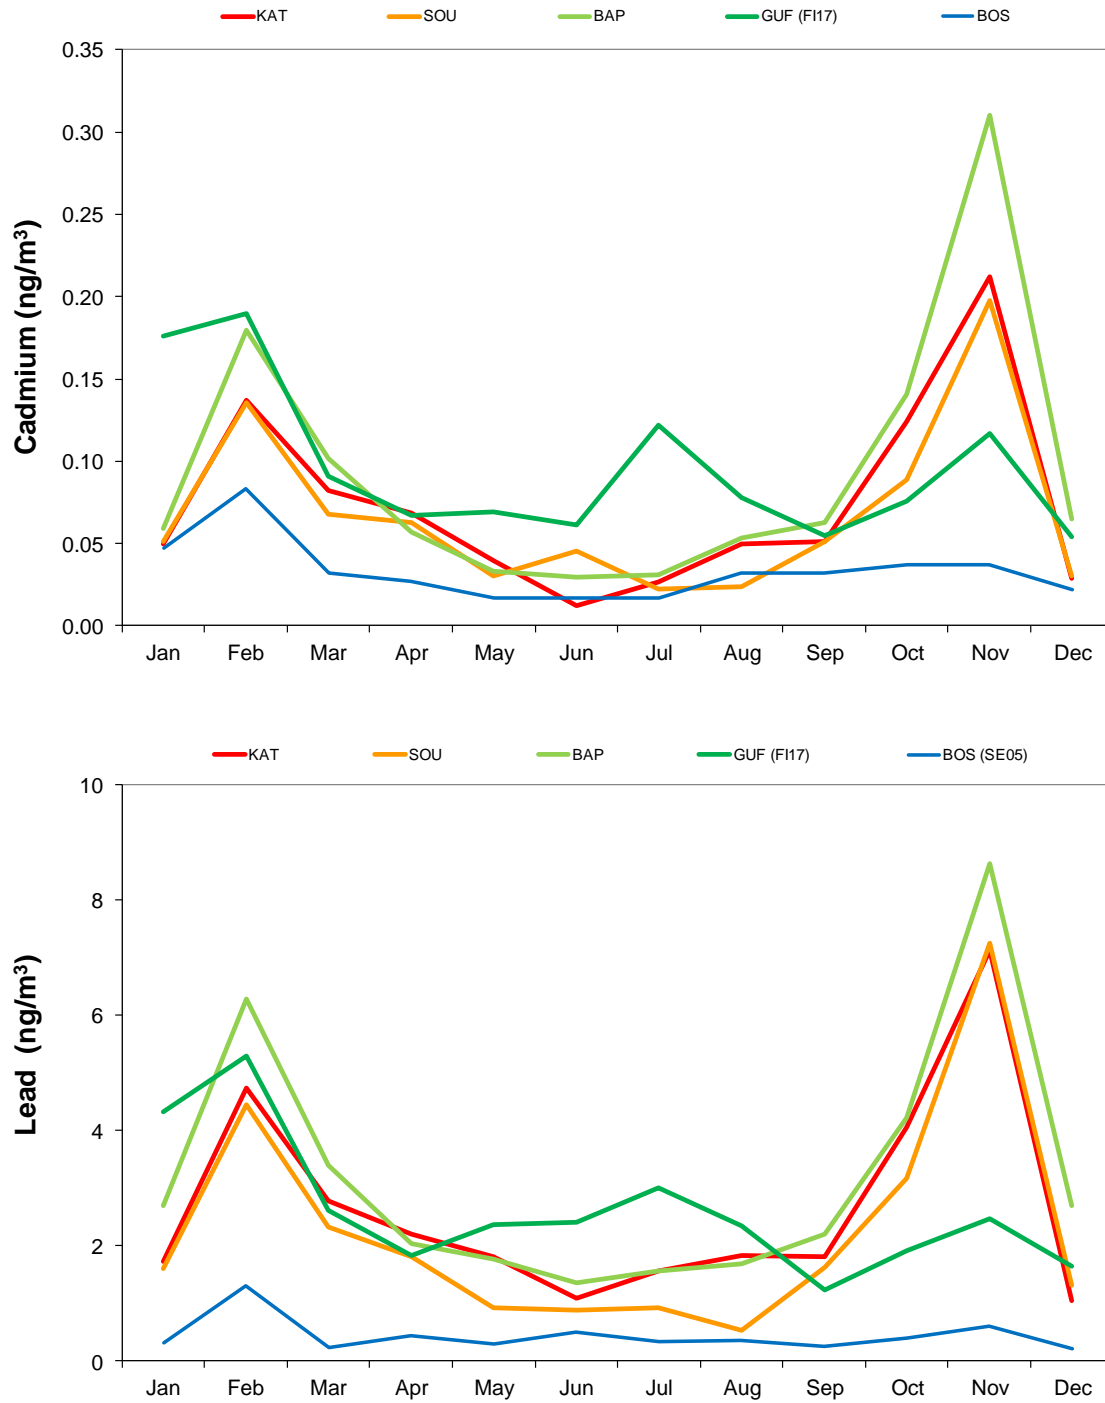 KAT SOU BAP GUF (FI17) BOS
0.35
0.30
0.25
0.20
0.15
0.10
0.05
0.00
Cadmium (ng/m³)
Jan Feb Mar Apr May Jun Jul Aug Sep Oct Nov Dec
KAT SOU BAP GUF (FI17) BOS (SE05)
10
8
6
4
2
0
Lead (ng/m³)
Jan Feb Mar Apr May Jun Jul Aug Sep Oct Nov Dec